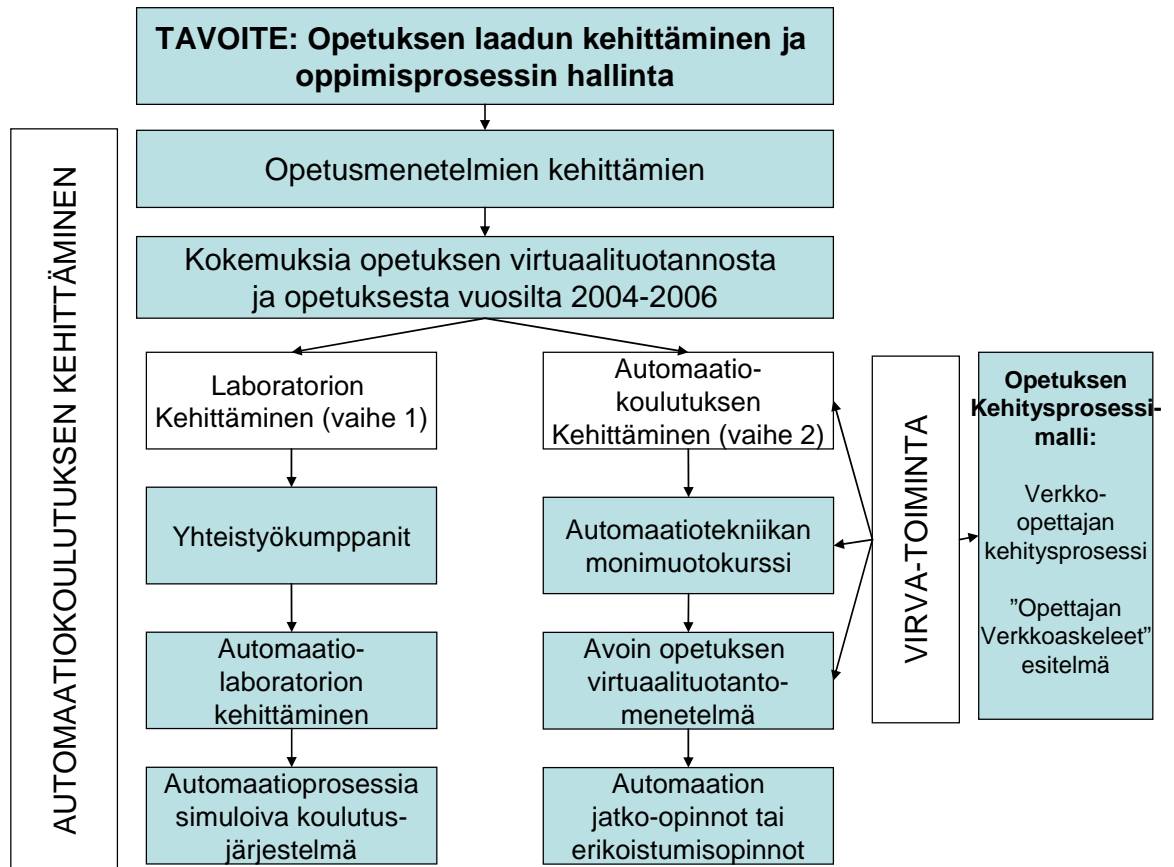 TAVOITE: Opetuksen laadun kehittäminen ja
oppimisprosessin hallinta
AUTOMAATIOKOULUTUKSEN KEHITTÄMINEN
Opetusmenetelmien kehittämien
Kokemuksia opetuksen virtuaalituotannosta
ja opetuksesta vuosilta 2004-2006
Laboratorion
Kehittäminen (vaihe 1)
Automaatio-
koulutuksen
Kehittäminen (vaihe 2)
Yhteistyökumppanit
Automaatiotekniikan
monimuotokurssi
Automaatio-
laboratorion
kehittäminen
Avoin opetuksen
virtuaalituotanto-
menetelmä
Automaatioprosessia
simuloiva koulutus-
järjestelmä
Automaation
jatko-opinnot tai
erikoistumisopinnot
VIRVA-TOIMINTA
Opetuksen
Kehitysprosessi-
malli:
Verkko-
opettajan
kehitysprosessi
”Opettajan
Verkkoaskeleet”
esitelmä